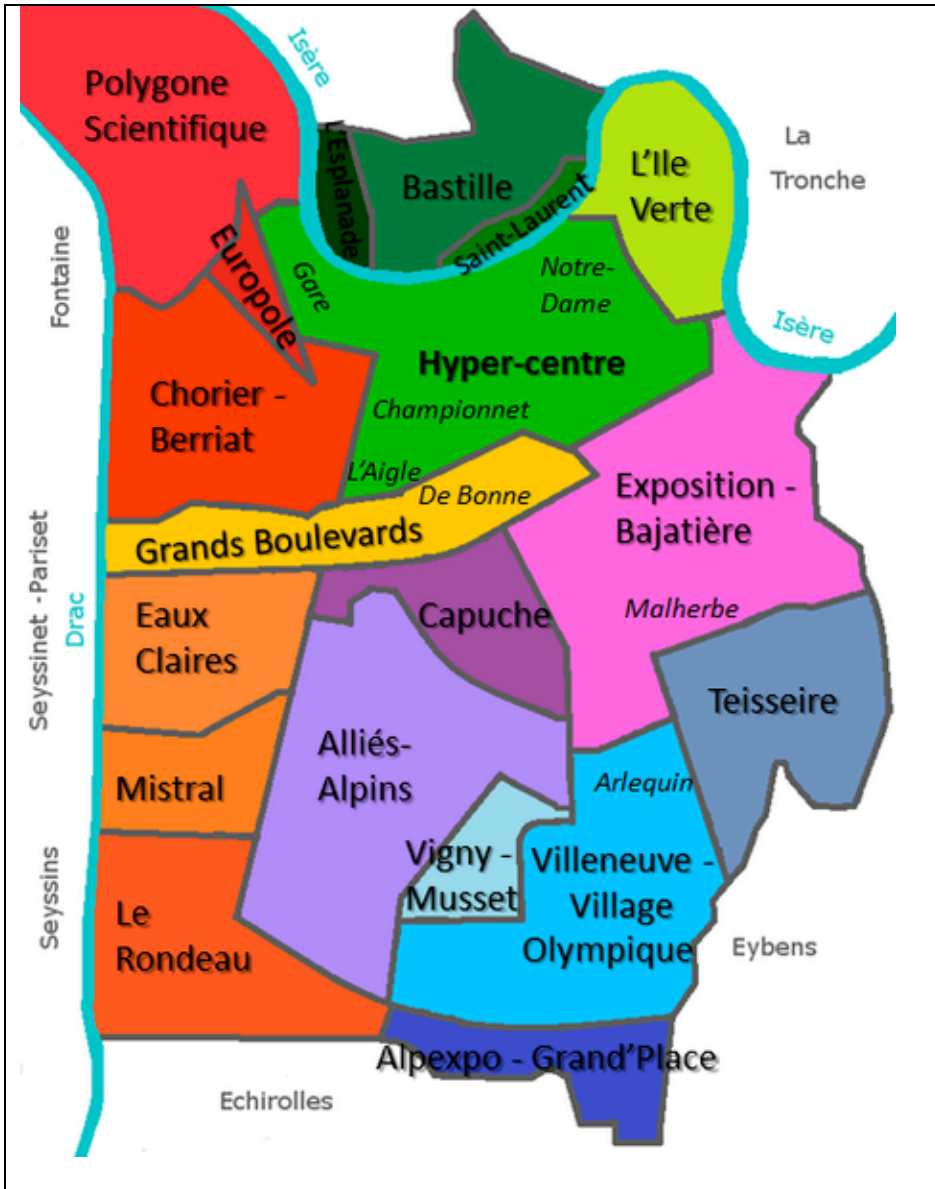 Isère
Polygone
Scientifique
L'Esplanade
Bastille
Saint-Laurent
L'Ile
Verte
La
Tronche
Fontaine
Europole
Gare
Notre-
Dame
Isère
Hyper-centre
Chorier -
Berriat
Championnet
L'Aigle
De Bonne
Exposition -
Bajatière
Grands Boulevards
Seyssinet - Pariset
Drac
Eaux
Claires
Capuche
Malherbe
Teisseire
Alliés-
Alpins
Mistral
Arlequin
Vigny -
Musset
Villeneuve -
Village
Olympique
Seyssins
Le
Rondeau
Eybens
Alpexpo - Grand'Place
Echirolles